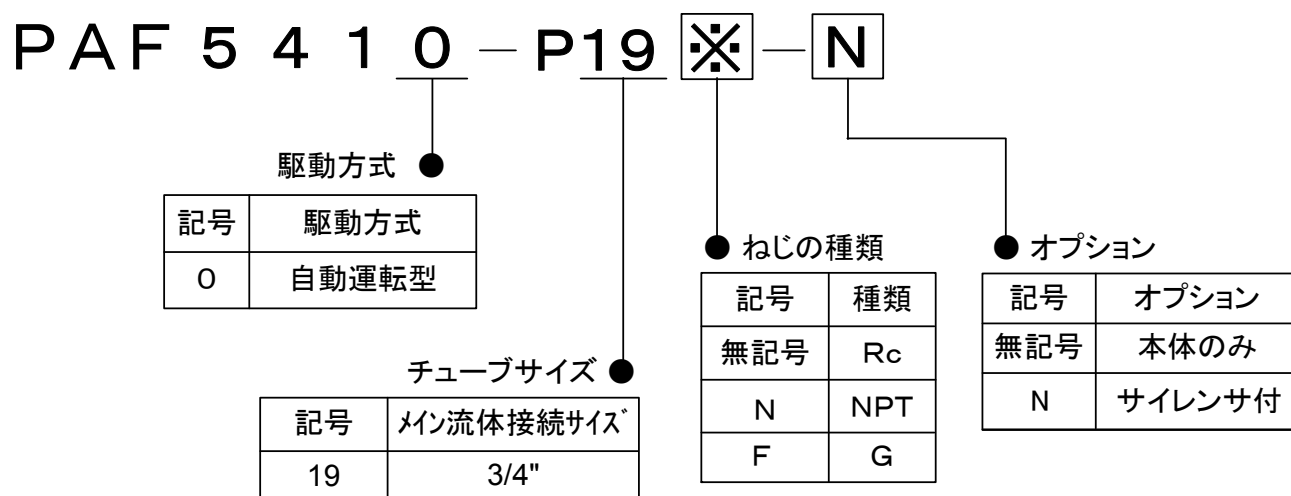 PAF5410-P19※-N
駆動方式
記号 駆動方式
0 自動運転型
ねじの種類
記号 種類
無記号 Rc
N NPT
F G
オプション
記号 オプション
無記号 本体のみ
N サイレンサ付
チューブサイズ
記号 メイン流体接続サイズ
19 3/4"